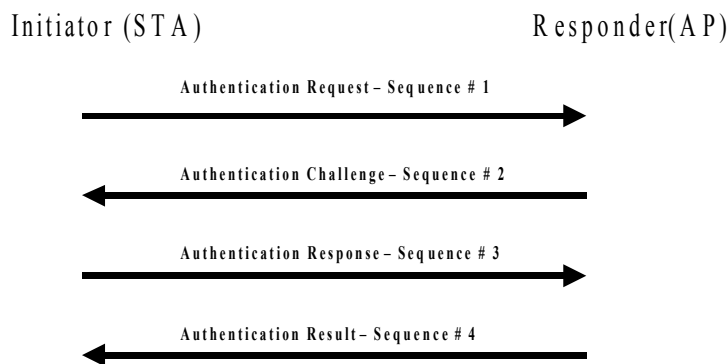 Initiator (STA)
Responder(AP)
Authentication Request – Sequence # 1
Authentication Challenge – Sequence # 2
Authentication Response – Sequence # 3
Authentication Result – Sequence # 4